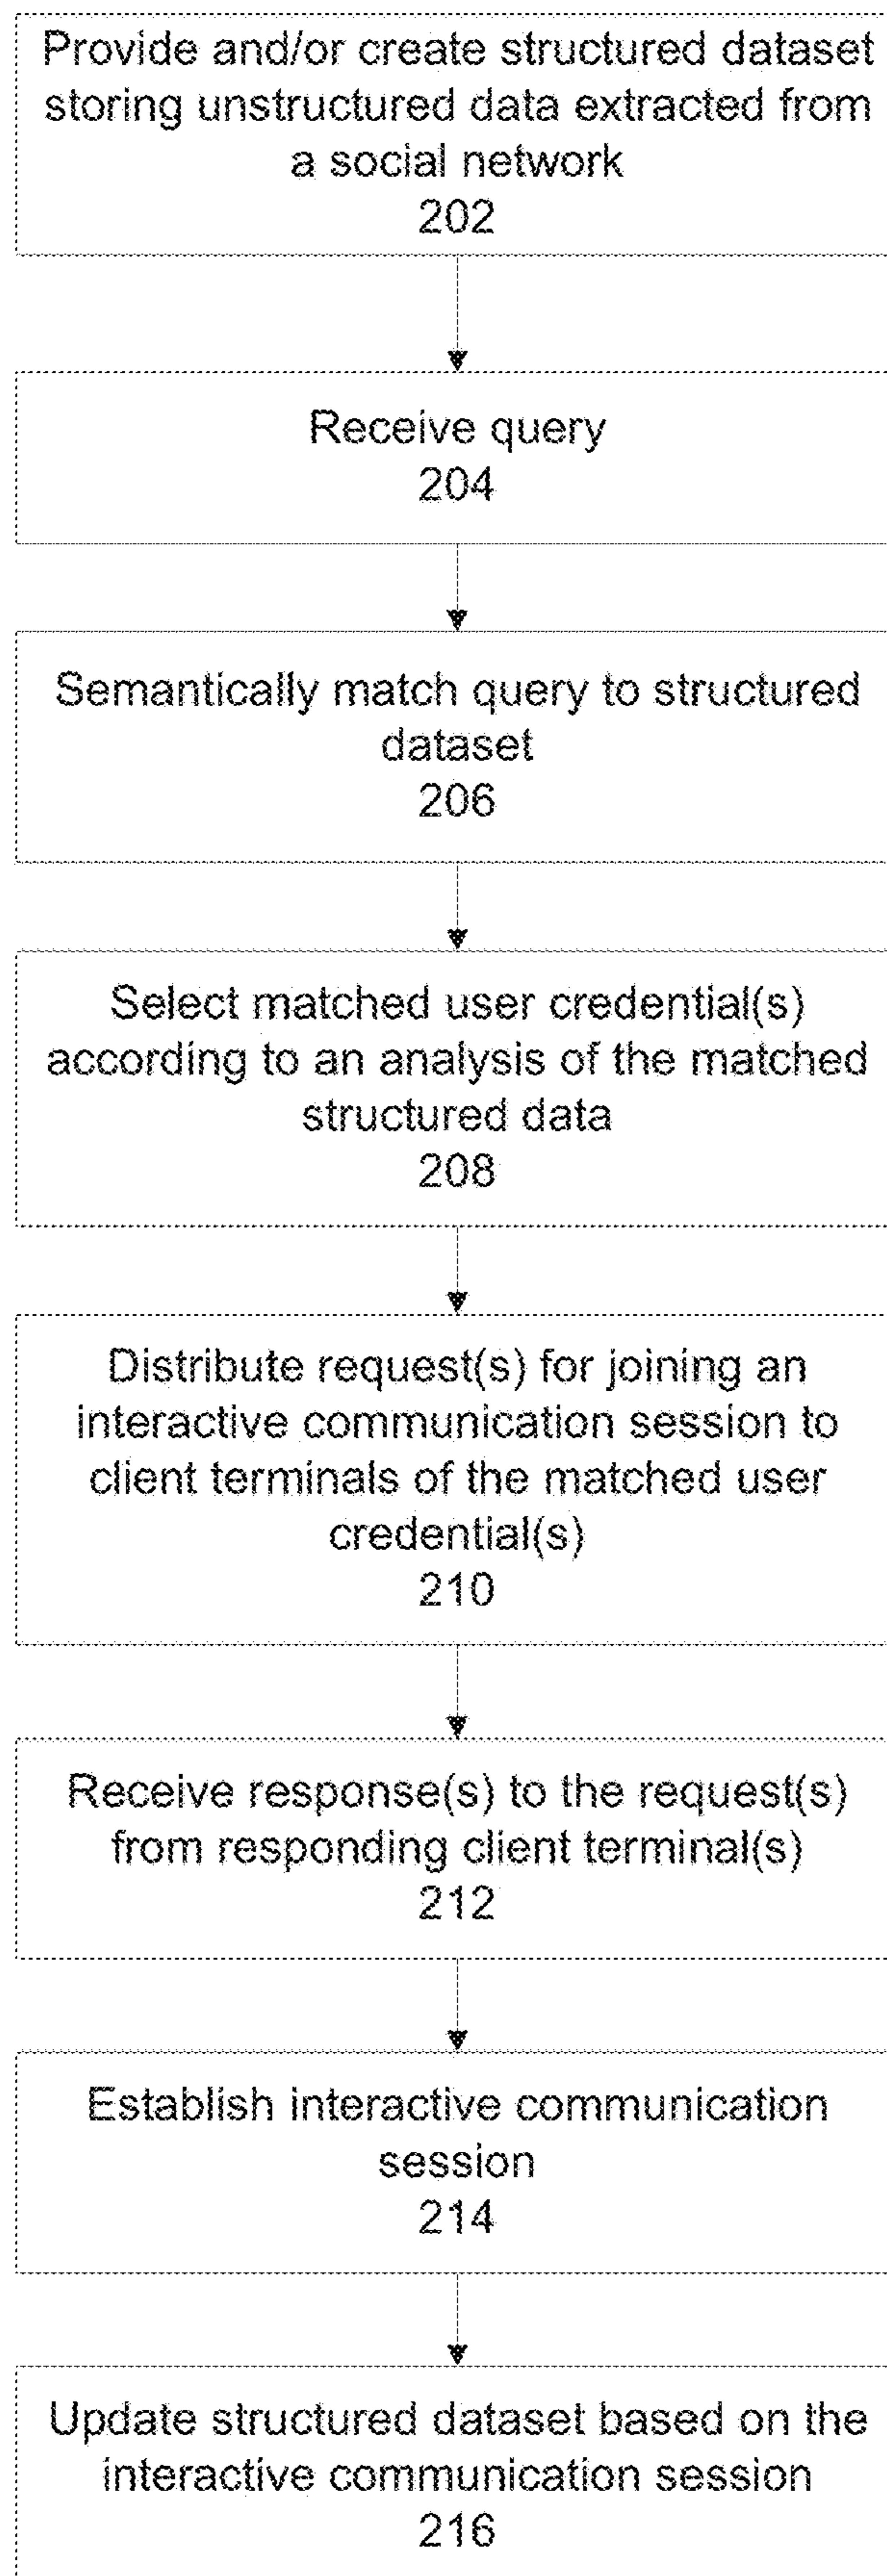 Provide and/or create structured dataset
storing unstructured data extracted from
a social network
202
Receive query
204
Semantically match query to structured
dataset
206
Select matched user credential(s)
according to an analysis of the matched
structured data
208
Distribute request(s) for joining an
interactive communication session to
client terminals of the matched user
credential(s)
210
Receive response(s) to the request(s)
from responding client terminal(s)
212
Establish interactive communication
session
214
Update structured dataset based on the
interactive communication session
216